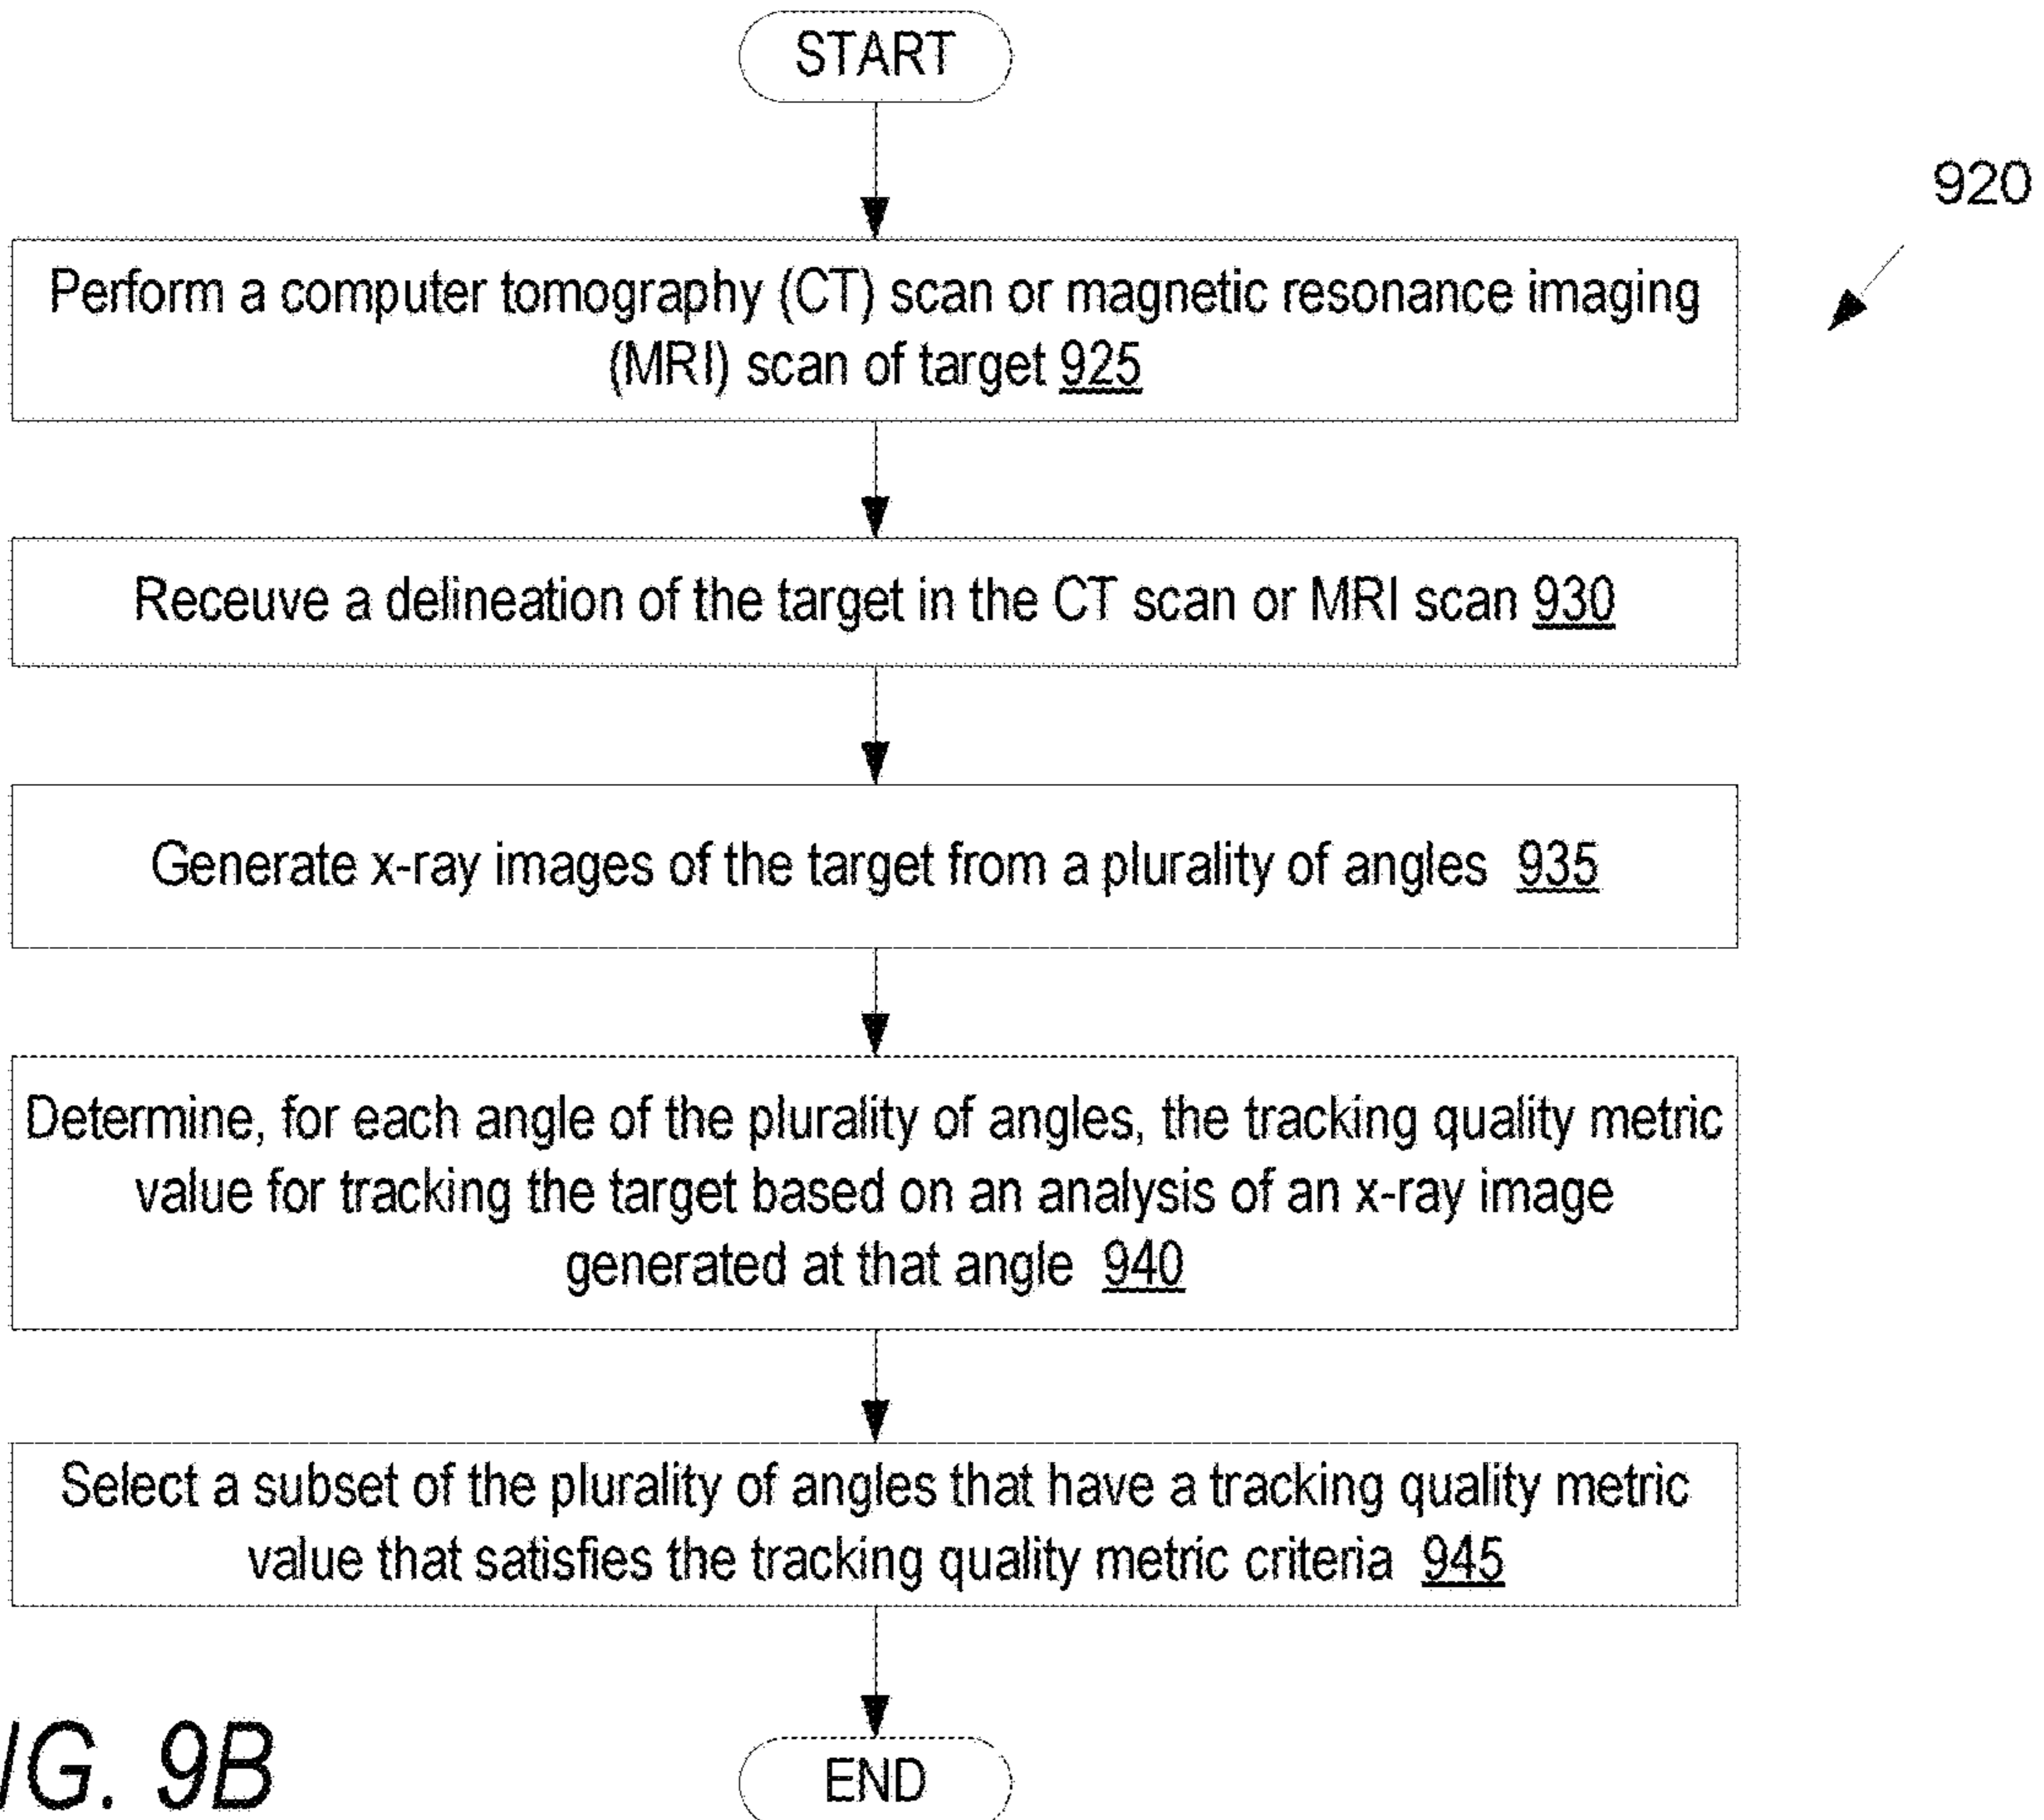 START
920
Perform a computer tomography (CT) scan or magnetic resonance imaging
(MRI) scan of target 925
Receuve a delineation of the target in the CT scan or MRI scan 930
Generate x-ray images of the target from a plurality of angles 935
Determine, for each angle of the plurality of angles, the tracking quality metric
value for tracking the target based on an analysis of an x-ray image
generated at that angle 940
Select a subset of the plurality of angles that have a tracking quality metric
value that satisfies the tracking quality metric criteria 945
END
IG. 9B